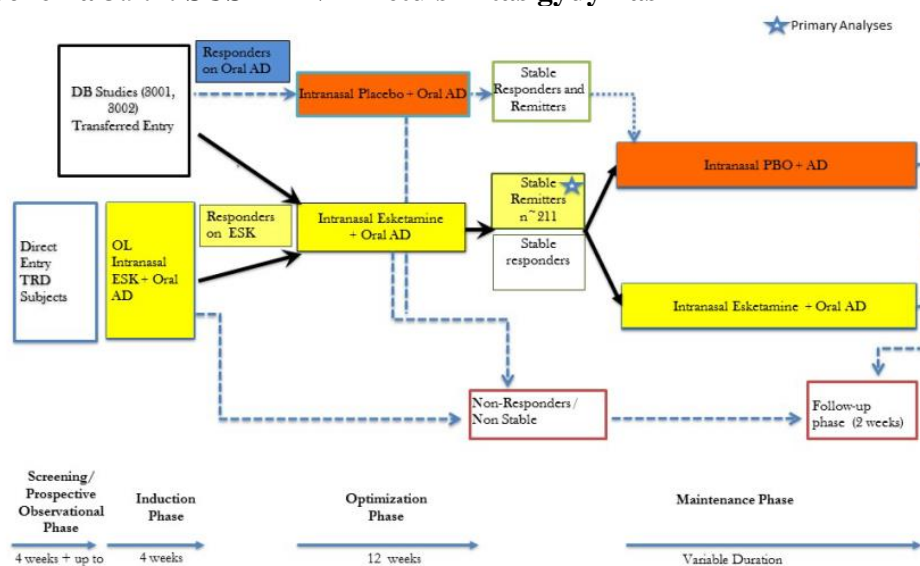 Primary Analyses
Responders
on Oral AD
DB Studies (3001,
3002)
Transferred Entry
Intranasal Placebo + Oral AD
Stable
Responders and
Remitters
Intranasal PBO + AD
Direct
Entry
TRD
Subjects
OL
Intranasal
ESK + Oral
AD
Responders
on ESK
Intranasal Esketamine
+ Oral AD
Stable
Remitters
n~211
Stable
responders
Intranasal Esketamine + Oral AD
Non-Responders /
Non Stable
Follow-up
phase (2 weeks)
Screening/
Prospective
Observational
Phase
4 weeks + up to
Induction
Phase
4 weeks
Optimization
Phase
12 weeks
Maintenance Phase
Variable Duration